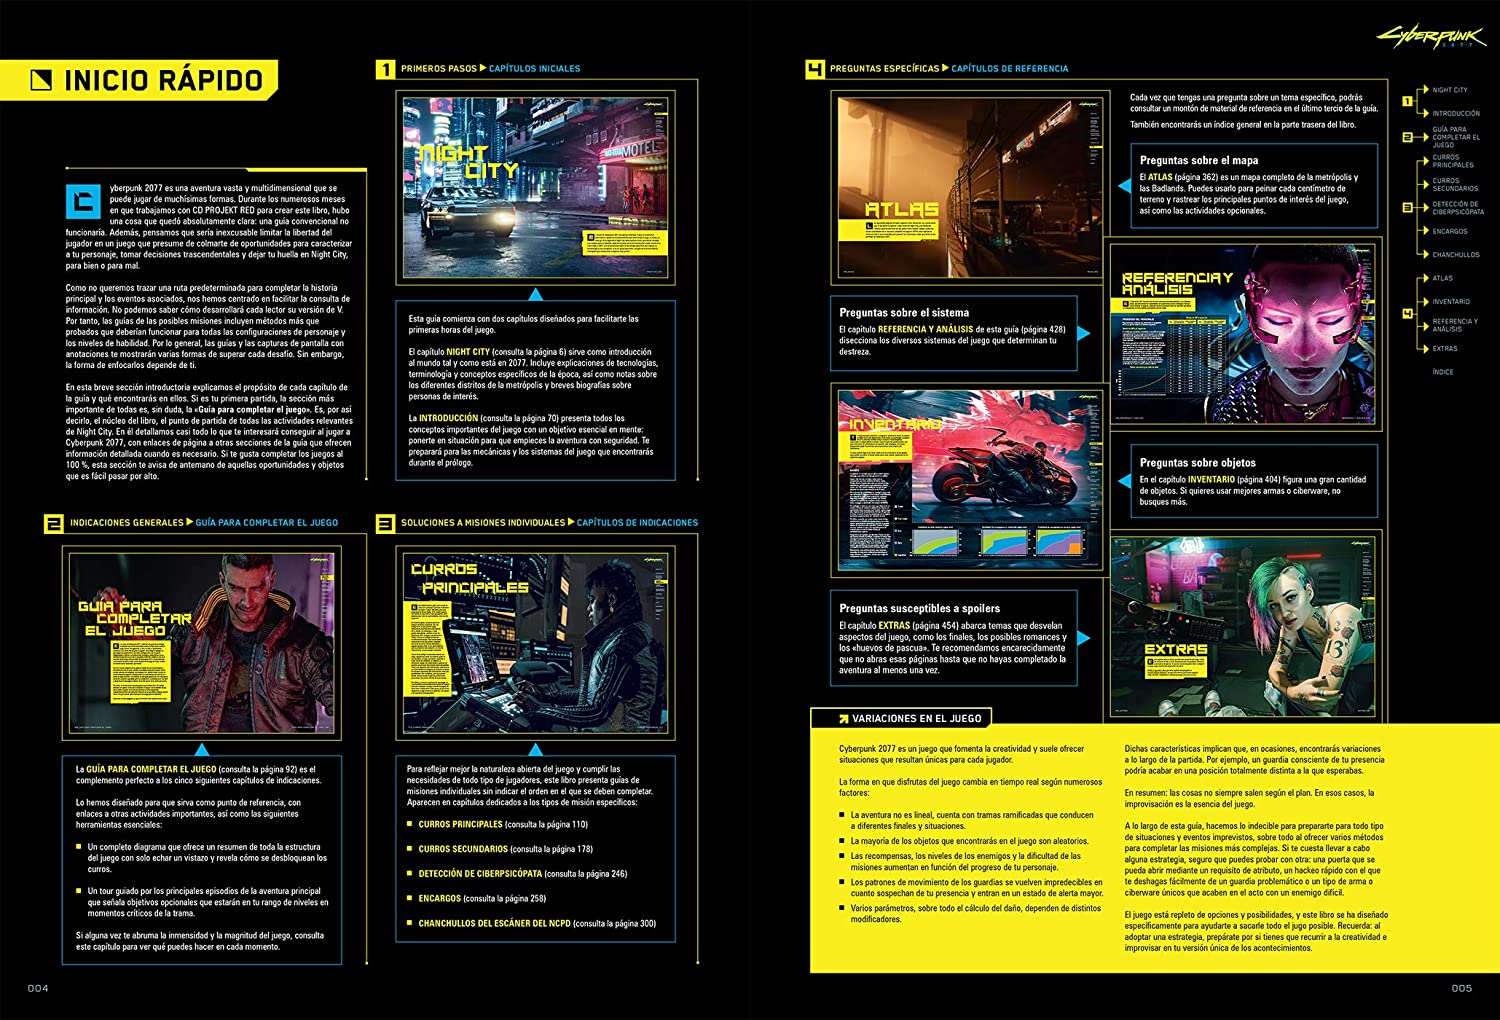 INICIO RÁPIDO
Cyberpunk 2077 es una aventura vasta y multidimensional que se
puede jugar de muchísimas formas. Durante los numerosos meses
en que trabajamos con CD PROJEKT RED para crear este libro, hubo
una cosa que quedó absolutamente clara: una guía convencional no
funcionaría. Además, pensamos que sería inexcusable limitar la libertad del
jugador en un juego que presume de colmarte de oportunidades para caracterizar
a tu personaje, tomar decisiones trascendentales y dejar tu huella en Night City,
para bien o para mal.
Como no queremos trazar una ruta predeterminada para completar la historia
principal y los eventos asociados, nos hemos centrado en facilitar la consulta de
información. No podemos saber cómo desarrollará cada lector su versión de V.
Por tanto, las guías de las posibles misiones incluyen métodos más que
probados que deberían funcionar para todas las configuraciones de personaje y
los niveles de habilidad. Por lo general, las guías y las capturas de pantalla con
anotaciones te mostrarán varias formas de superar cada desafío. Sin embargo,
la forma de enfocarlos depende de ti.
En esta breve sección introductoria explicamos el propósito de cada capítulo de
la guía y qué encontrarás en ellos. Si es tu primera partida, la sección más
importante de todas es, sin duda, la «Guía para completar el juego». Es, por así
decirlo, el núcleo del libro, el punto de partida de todas las actividades relevantes
de Night City. En él detallamos casi todo lo que te interesará conseguir al jugar a
Cyberpunk 2077, con enlaces de página a otras secciones de la guía que ofrecen
información detallada cuando es necesario. Si te gusta completar los juegos al
100 %, esta sección te avisa de antemano de aquellas oportunidades y objetos
que es fácil pasar por alto.
1 PRIMEROS PASOS ▶ CAPÍTULOS INICIALES
NIGHT
CITY
MOTEL
Esta guía comienza con dos capítulos diseñados para facilitarte las
primeras horas del juego.
El capítulo NIGHT CITY (consulta la página 6) sirve como introducción
al mundo tal y como está en 2077. Incluye explicaciones de tecnologías,
terminología y conceptos específicos de la época, así como notas sobre
los diferentes distritos de la metrópolis y breves biografías sobre
personas de interés.
La INTRODUCCIÓN (consulta la página 70) presenta todos los
conceptos importantes del juego con un objetivo esencial en mente:
ponerte en situación para que empieces la aventura con seguridad. Te
preparará para las mecánicas y los sistemas del juego que encontrarás
durante el prólogo.
2 INDICACIONES GENERALES ▶ GUÍA PARA COMPLETAR EL JUEGO
GUÍA PARA
COMPLETAR
EL JUEGO
La GUÍA PARA COMPLETAR EL JUEGO (consulta la página 92) es el
complemento perfecto a los cinco siguientes capítulos de indicaciones.
Lo hemos diseñado para que sirva como punto de referencia, con
enlaces a otras actividades importantes, así como las siguientes
herramientas esenciales:
■ Un completo diagrama que ofrece un resumen de toda la estructura
del juego con solo echar un vistazo y revela cómo se desbloquean los
curros.
■ Un tour guiado por los principales episodios de la aventura principal
que señala objetivos opcionales que estarán en tu rango de niveles en
momentos críticos de la trama.
Si alguna vez te abruma la inmensidad y la magnitud del juego, consulta
este capítulo para ver qué puedes hacer en cada momento.
3 SOLUCIONES A MISIONES INDIVIDUALES ▶ CAPÍTULOS DE INDICACIONES
CURROS
PRINCIPALES
Para reflejar mejor la naturaleza abierta del juego y cumplir las
necesidades de todo tipo de jugadores, este libro presenta guías de
misiones individuales sin indicar el orden en el que se deben completar.
Aparecen en capítulos dedicados a los tipos de misión específicos:
■ CURROS PRINCIPALES (consulta la página 110)
■ CURROS SECUNDARIOS (consulta la página 178)
■ DETECCIÓN DE CIBERPSICÓPATA (consulta la página 246)
■ ENCARGOS (consulta la página 258)
■ CHANCHULLOS DEL ESCÁNER DEL NCPD (consulta la página 300)
004
4 PREGUNTAS ESPECÍFICAS ▶ CAPÍTULOS DE REFERENCIA
ATLAS
Cada vez que tengas una pregunta sobre un tema específico, podrás
consultar un montón de material de referencia en el último tercio de la guía.
También encontrarás un índice general en la parte trasera del libro.
Preguntas sobre el mapa
El ATLAS (página 362) es un mapa completo de la metrópolis y
las Badlands. Puedes usarlo para peinar cada centímetro de
terreno y rastrear los principales puntos de interés del juego,
así como las actividades opcionales.
Preguntas sobre el sistema
El capítulo REFERENCIA Y ANÁLISIS de esta guía (página 428)
disecciona los diversos sistemas del juego que determinan tu
destreza.
REFERENCIA Y
ANÁLISIS
INVENTARIO
Preguntas sobre objetos
En el capítulo INVENTARIO (página 404) figura una gran cantidad
de objetos. Si quieres usar mejores armas o ciberware, no
busques más.
Preguntas susceptibles a spoilers
El capítulo EXTRAS (página 454) abarca temas que desvelan
aspectos del juego, como los finales, los posibles romances y
los «huevos de pascua». Te recomendamos encarecidamente
que no abras esas páginas hasta que no hayas completado la
aventura al menos una vez.
EXTRAS
13
VARIACIONES EN EL JUEGO
Cyberpunk 2077 es un juego que fomenta la creatividad y suele ofrecer
situaciones que resultan únicas para cada jugador.
La forma en que disfrutas del juego cambia en tiempo real según numerosos
factores:
■ La aventura no es lineal, cuenta con tramas ramificadas que conducen
a diferentes finales y situaciones.
■ La mayoría de los objetos que encontrarás en el juego son aleatorios.
■ Las recompensas, los niveles de los enemigos y la dificultad de las
misiones aumentan en función del progreso de tu personaje.
■ Los patrones de movimiento de los guardias se vuelven impredecibles en
cuanto sospechan de tu presencia y entran en un estado de alerta mayor.
■ Varios parámetros, sobre todo el cálculo del daño, dependen de distintos
modificadores.
Dichas características implican que, en ocasiones, encontrarás variaciones
a lo largo de la partida. Por ejemplo, un guardia consciente de tu presencia
podría acabar en una posición totalmente distinta a la que esperabas.
En resumen: las cosas no siempre salen según el plan. En esos casos, la
improvisación es la esencia del juego.
A lo largo de esta guía, hacemos lo indecible para prepararte para todo tipo
de situaciones y eventos imprevistos, sobre todo al ofrecer varios métodos
para completar las misiones más complejas. Si te cuesta llevar a cabo
alguna estrategia, seguro que puedes probar con otra: una puerta que se
pueda abrir mediante un requisito de atributo, un hackeo rápido con el que
te deshagas fácilmente de un guardia problemático o un tipo de arma o
ciberware únicos que acaben en el acto con un enemigo difícil.
El juego está repleto de opciones y posibilidades, y este libro se ha diseñado
específicamente para ayudarte a sacarle todo el jugo posible. Recuerda: al
adoptar una estrategia, prepárate por si tienes que recurrir a la creatividad e
improvisar en tu versión única de los acontecimientos.
CYBERPUNK
2077
1
NIGHT CITY
INTRODUCCIÓN
2
GUÍA PARA
COMPLETAR EL
JUEGO
3
CURROS
PRINCIPALES
CURROS
SECUNDARIOS
DETECCIÓN DE
CIBERPSICÓPATA
ENCARGOS
CHANCHULLOS
4
ATLAS
INVENTARIO
REFERENCIA Y
ANÁLISIS
EXTRAS
ÍNDICE
005